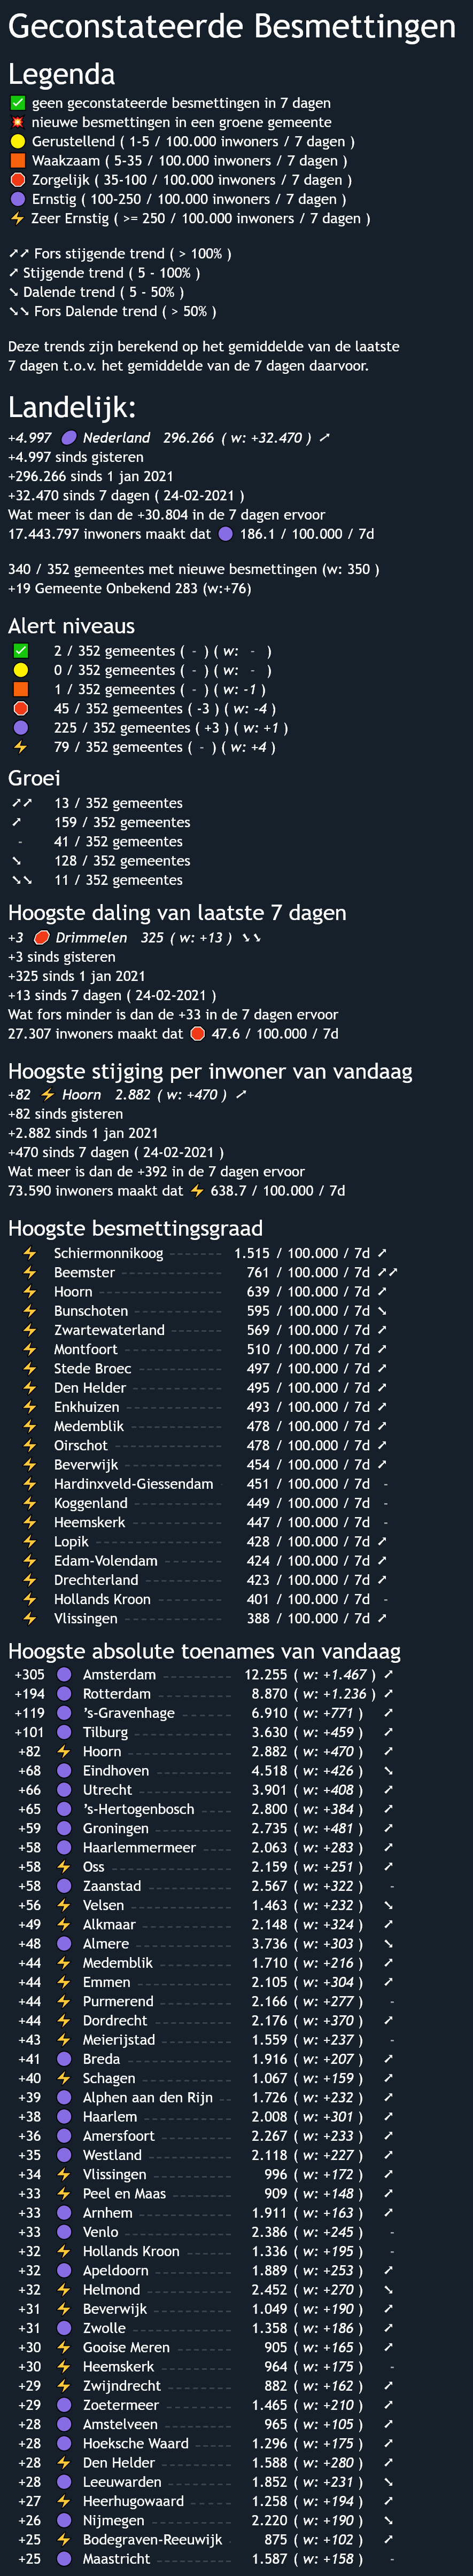 Geconstateerde Besmettingen
Legenda
✅ geen geconstateerde besmettingen in 7 dagen
💥 nieuwe besmettingen in een groene gemeente
🟡 Gerustellend ( 1-5 / 100.000 inwoners / 7 dagen )
🟧 Waakzaam ( 5-35 / 100.000 inwoners / 7 dagen )
🛑 Zorgelijk ( 35-100 / 100.000 inwoners / 7 dagen )
🟣 Ernstig ( 100-250 / 100.000 inwoners / 7 dagen )
⚡ Zeer Ernstig ( >= 250 / 100.000 inwoners / 7 dagen )
➚➚ Fors stijgende trend ( > 100% )
➚ Stijgende trend ( 5 - 100% )
➘ Dalende trend ( 5 - 50% )
➘➘ Fors Dalende trend ( > 50% )
Deze trends zijn berekend op het gemiddelde van de laatste
7 dagen t.o.v. het gemiddelde van de 7 dagen daarvoor.
Landelijk:
+4.997 🟣 Nederland 296.266 ( w: +32.470 ) ➚
+4.997 sinds gisteren
+296.266 sinds 1 jan 2021
+32.470 sinds 7 dagen ( 24-02-2021 )
Wat meer is dan de +30.804 in de 7 dagen ervoor
17.443.797 inwoners maakt dat 🟣 186.1 / 100.000 / 7d
340 / 352 gemeentes met nieuwe besmettingen (w: 350 )
+19 Gemeente Onbekend 283 (w:+76)
Alert niveaus
✅ 2 / 352 gemeentes ( - ) ( w: - )
🟡 0 / 352 gemeentes ( - ) ( w: - )
🟧 1 / 352 gemeentes ( - ) ( w: -1 )
🛑 45 / 352 gemeentes ( -3 ) ( w: -4 )
🟣 225 / 352 gemeentes ( +3 ) ( w: +1 )
⚡ 79 / 352 gemeentes ( - ) ( w: +4 )
Groei
➚➚ 13 / 352 gemeentes
➚ 159 / 352 gemeentes
- 41 / 352 gemeentes
➘ 128 / 352 gemeentes
➘➘ 11 / 352 gemeentes
Hoogste daling van laatste 7 dagen
+3 🛑 Drimmelen 325 ( w: +13 ) ➘➘
+3 sinds gisteren
+325 sinds 1 jan 2021
+13 sinds 7 dagen ( 24-02-2021 )
Wat fors minder is dan de +33 in de 7 dagen ervoor
27.307 inwoners maakt dat 🛑 47.6 / 100.000 / 7d
Hoogste stijging per inwoner van vandaag
+82 ⚡ Hoorn 2.882 ( w: +470 ) ➚
+82 sinds gisteren
+2.882 sinds 1 jan 2021
+470 sinds 7 dagen ( 24-02-2021 )
Wat meer is dan de +392 in de 7 dagen ervoor
73.590 inwoners maakt dat ⚡ 638.7 / 100.000 / 7d
Hoogste besmettingsgraad
⚡ Schiermonnikoog 1.515 / 100.000 / 7d ➚
⚡ Beemster 761 / 100.000 / 7d ➚➚
⚡ Hoorn 639 / 100.000 / 7d ➚
⚡ Bunschoten 595 / 100.000 / 7d ➘
⚡ Zwartewaterland 569 / 100.000 / 7d ➚
⚡ Montfoort 510 / 100.000 / 7d ➚
⚡ Stede Broec 497 / 100.000 / 7d ➚
⚡ Den Helder 495 / 100.000 / 7d ➚
⚡ Enkhuizen 493 / 100.000 / 7d ➚
⚡ Medemblik 478 / 100.000 / 7d ➚
⚡ Oirschot 478 / 100.000 / 7d ➚
⚡ Beverwijk 454 / 100.000 / 7d ➚
⚡ Hardinxveld-Giessendam 451 / 100.000 / 7d -
⚡ Koggenland 449 / 100.000 / 7d -
⚡ Heemskerk 447 / 100.000 / 7d -
⚡ Lopik 428 / 100.000 / 7d ➚
⚡ Edam-Volendam 424 / 100.000 / 7d ➚
⚡ Drechterland 423 / 100.000 / 7d ➚
⚡ Hollands Kroon 401 / 100.000 / 7d -
⚡ Vlissingen 388 / 100.000 / 7d ➚
Hoogste absolute toenames van vandaag
+305 🟣 Amsterdam 12.255 ( w: +1.467 ) ➚
+194 🟣 Rotterdam 8.870 ( w: +1.236 ) ➚
+119 🟣 's-Gravenhage 6.910 ( w: +771 ) ➚
+101 🟣 Tilburg 3.630 ( w: +459 ) ➚
+82 ⚡ Hoorn 2.882 ( w: +470 ) ➚
+68 🟣 Eindhoven 4.518 ( w: +426 ) ➘
+66 🟣 Utrecht 3.901 ( w: +408 ) ➚
+65 🟣 's-Hertogenbosch 2.800 ( w: +384 ) ➚
+59 🟣 Groningen 2.735 ( w: +481 ) ➚
+58 🟣 Haarlemmermeer 2.063 ( w: +283 ) ➚
+58 ⚡ Oss 2.159 ( w: +251 ) ➚
+58 🟣 Zaanstad 2.567 ( w: +322 ) -
+56 ⚡ Velsen 1.463 ( w: +232 ) ➘
+49 ⚡ Alkmaar 2.148 ( w: +324 ) ➚
+48 🟣 Almere 3.736 ( w: +303 ) ➘
+44 ⚡ Medemblik 1.710 ( w: +216 ) ➚
+44 ⚡ Emmen 2.105 ( w: +304 ) ➚
+44 ⚡ Purmerend 2.166 ( w: +277 ) -
+44 ⚡ Dordrecht 2.176 ( w: +370 ) ➚
+43 ⚡ Meierijstad 1.559 ( w: +237 ) -
+41 🟣 Breda 1.916 ( w: +207 ) ➚
+40 ⚡ Schagen 1.067 ( w: +159 ) ➚
+39 🟣 Alphen aan den Rijn 1.726 ( w: +232 ) ➚
+38 🟣 Haarlem 2.008 ( w: +301 ) ➚
+36 🟣 Amersfoort 2.267 ( w: +233 ) ➚
+35 🟣 Westland 2.118 ( w: +227 ) ➚
+34 ⚡ Vlissingen 996 ( w: +172 ) ➚
+33 ⚡ Peel en Maas 909 ( w: +148 ) ➚
+33 🟣 Arnhem 1.911 ( w: +163 ) ➚
+33 🟣 Venlo 2.386 ( w: +245 ) -
+32 ⚡ Hollands Kroon 1.336 ( w: +195 ) -
+32 🟣 Apeldoorn 1.889 ( w: +253 ) ➚
+32 ⚡ Helmond 2.452 ( w: +270 ) ➘
+31 ⚡ Beverwijk 1.049 ( w: +190 ) ➚
+31 🟣 Zwolle 1.358 ( w: +186 ) ➚
+30 ⚡ Gooise Meren 905 ( w: +165 ) ➚
+30 ⚡ Heemskerk 964 ( w: +175 ) -
+29 ⚡ Zwijndrecht 882 ( w: +162 ) ➚
+29 🟣 Zoetermeer 1.465 ( w: +210 ) ➚
+28 🟣 Amstelveen 965 ( w: +105 ) ➚
+28 🟣 Hoeksche Waard 1.296 ( w: +175 ) ➚
+28 ⚡ Den Helder 1.588 ( w: +280 ) ➚
+28 🟣 Leeuwarden 1.852 ( w: +231 ) ➘
+27 ⚡ Heerhugowaard 1.258 ( w: +194 ) ➚
+26 🟣 Nijmegen 2.220 ( w: +190 ) ➘
+25 ⚡ Bodegraven-Reeuwijk 875 ( w: +102 ) ➚
+25 🟣 Maastricht 1.587 ( w: +158 ) -